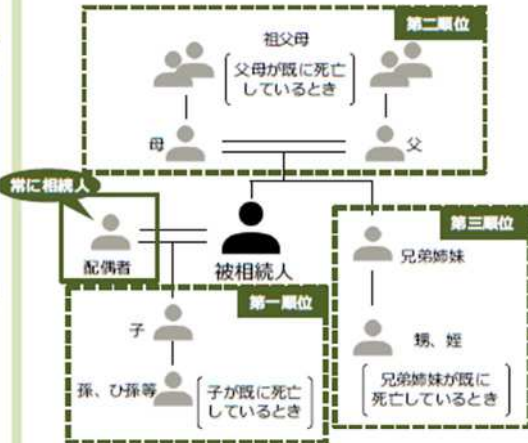 第二順位
祖父母
父母が既に死亡
しているとき
母
父
常に相続人
配偶者
被相続人
第三順位
兄弟姉妹
甥、姪
兄弟姉妹が既に
死亡しているとき
第一順位
子
孫、ひ孫等
子が既に死亡
しているとき